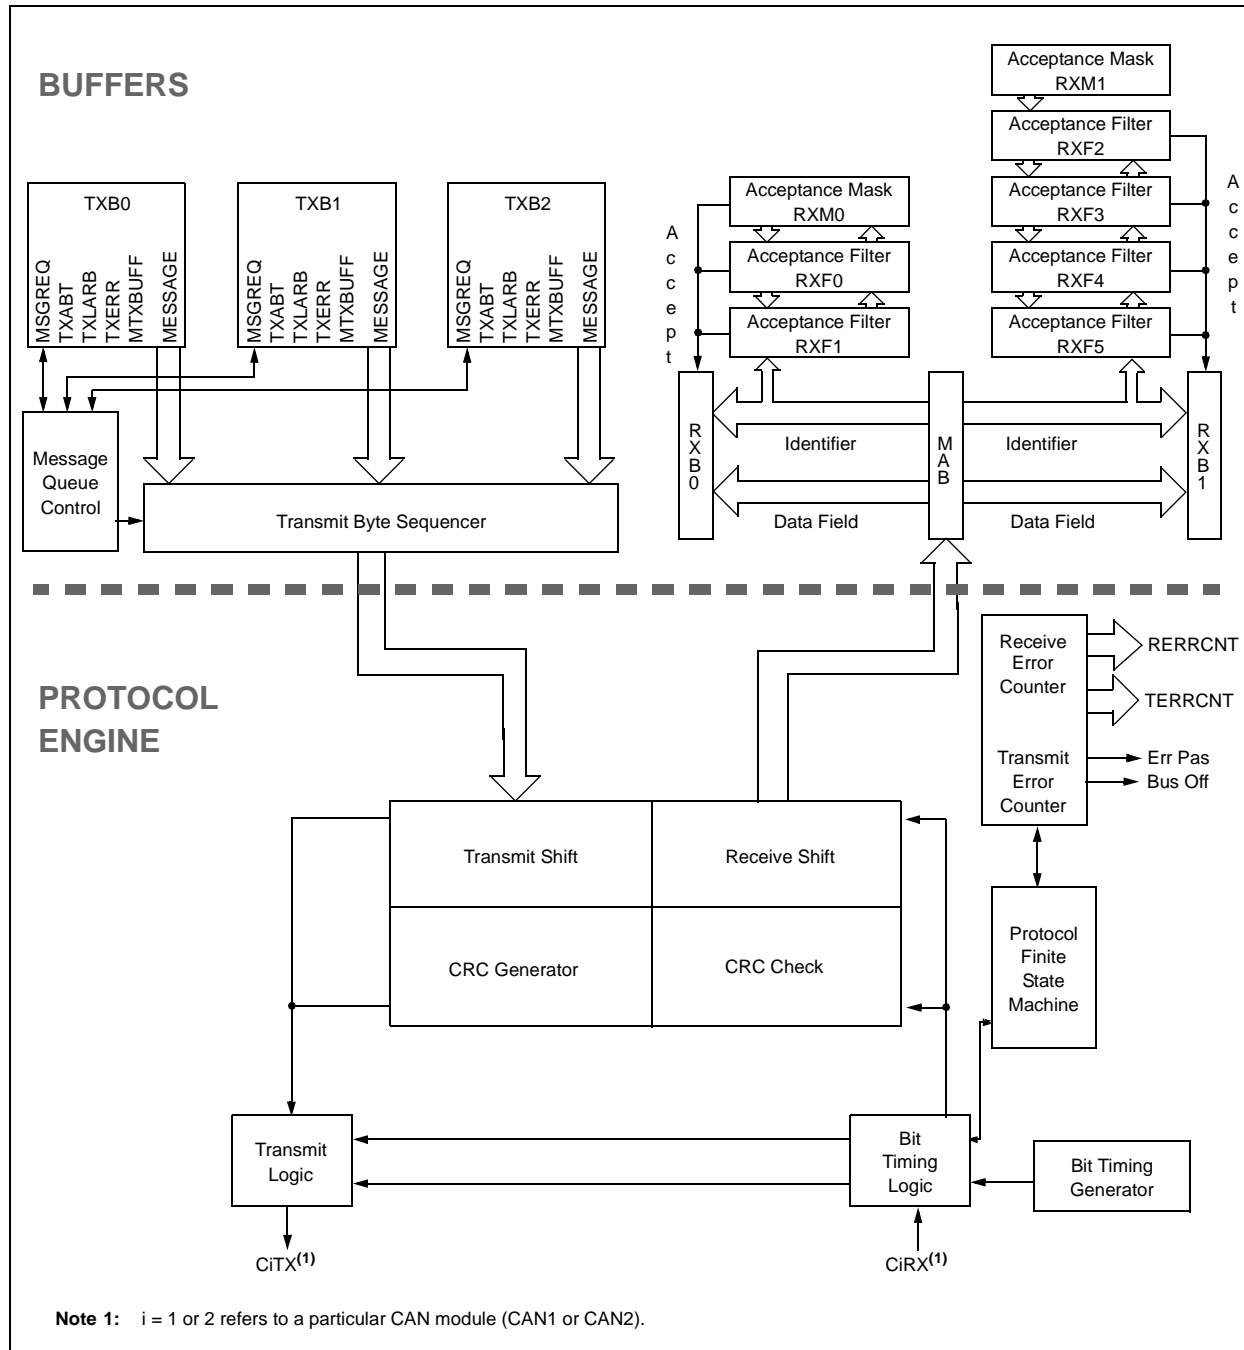 BUFFERS
Acceptance Mask
RXM1
Acceptance Filter
RXF2
Acceptance Filter
RXF3
Acceptance Filter
RXF4
Acceptance Filter
RXF5
Accept
Acceptance Mask
RXM0
Acceptance Filter
RXF0
Acceptance Filter
RXF1
Accept
TXB0
MSGREQ
TXABT
TXLARB
TXERR
MTXBUFF
MESSAGE
TXB1
MSGREQ
TXABT
TXLARB
TXERR
MTXBUFF
MESSAGE
TXB2
MSGREQ
TXABT
TXLARB
TXERR
MTXBUFF
MESSAGE
Message
Queue
Control
Transmit Byte Sequencer
RXB0
Identifier
MAB
Identifier
RXB1
Data Field
Data Field
PROTOCOL
ENGINE
Receive
Error
Counter
RERRCNT
TERRCNT
Transmit
Error
Counter
Err Pas
Bus Off
Transmit Shift
Receive Shift
CRC Generator
CRC Check
Protocol
Finite
State
Machine
Transmit
Logic
Bit
Timing
Logic
Bit Timing
Generator
CiTX(1)
CiRX(1)
Note 1: i = 1 or 2 refers to a particular CAN module (CAN1 or CAN2).